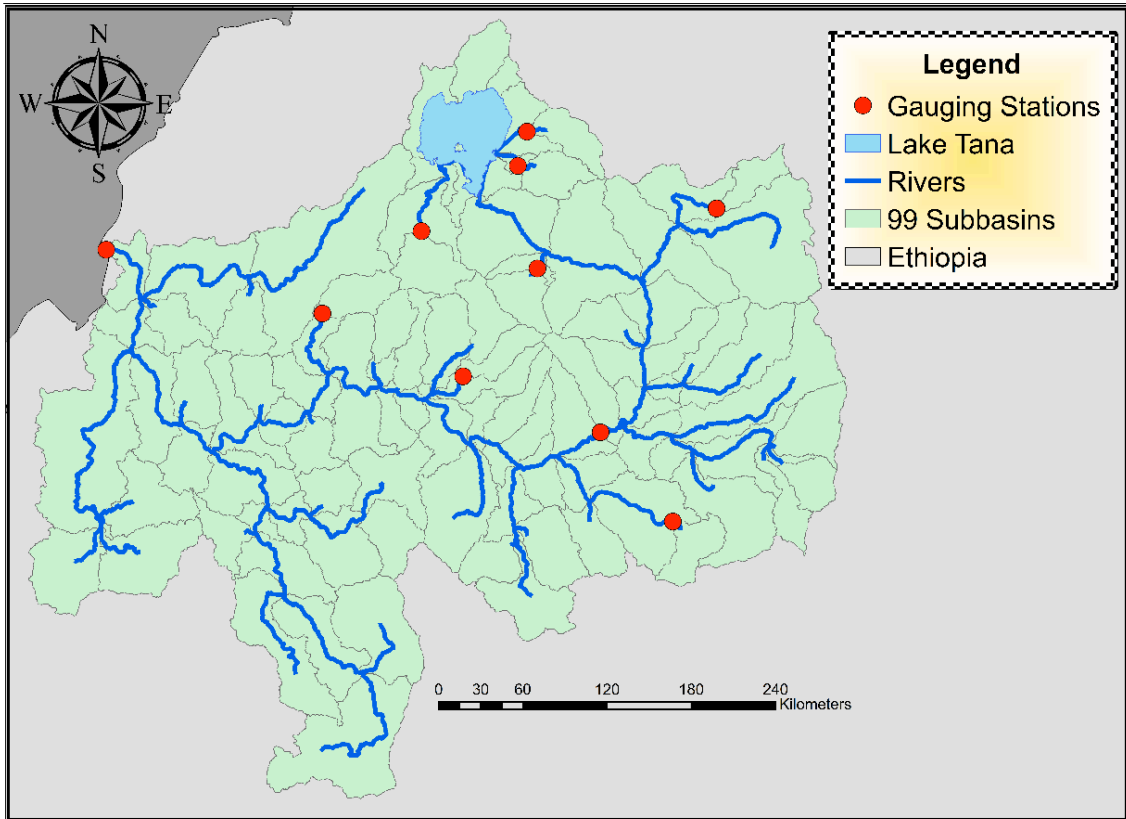 N
W E
S
Legend
Gauging Stations
Lake Tana
Rivers
99 Subbasins
Ethiopia
0 30 60 120 180 240
Kilometers